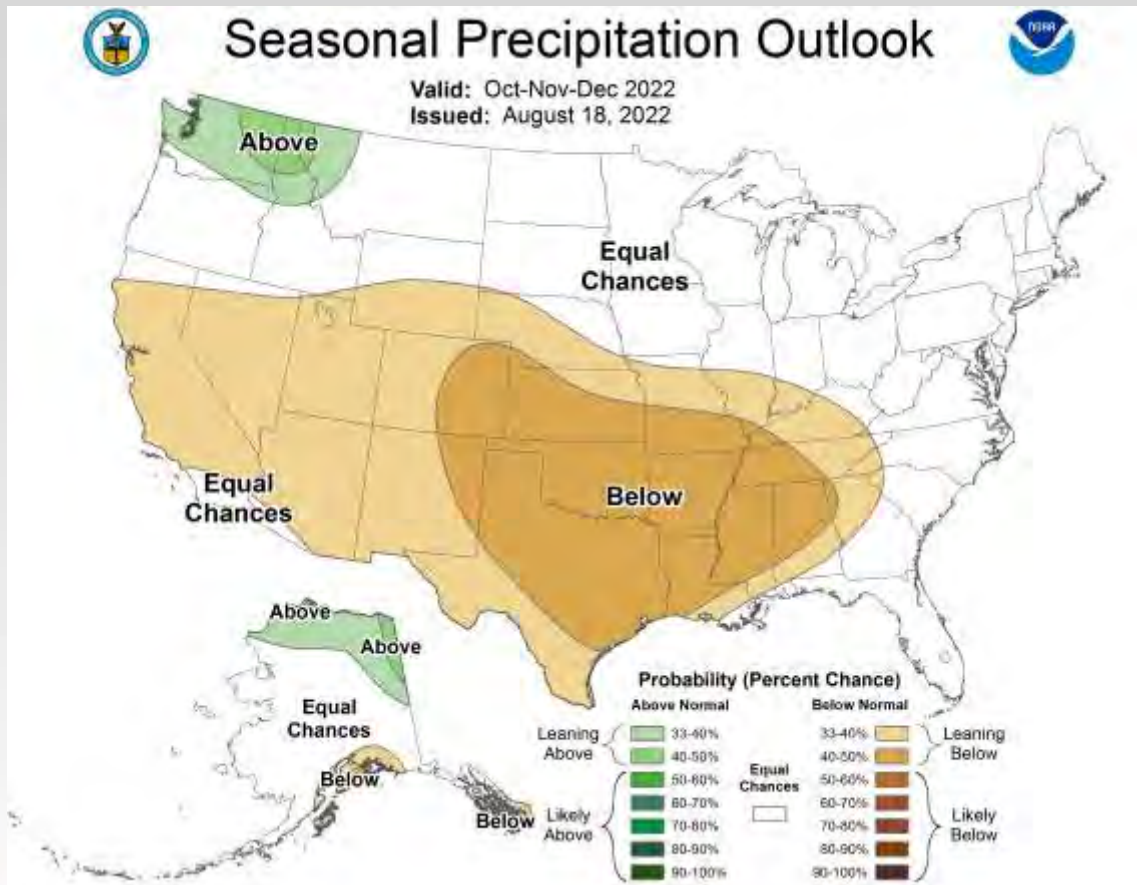 NOAA
Seasonal Precipitation Outlook
Valid: Oct-Nov-Dec 2022
Issued: August 18, 2022
Above
Equal
Chances
Equal
Chances
Below
Above
Above
Equal
Chances
Below
Below
Probability (Percent Chance)
Above Normal
Below Normal
Leaning
Above
33-40%
40-50%
Likely
Above
50-60%
60-70%
70-80%
80-90%
90-100%
Equal
Chances
33-40%
40-50%
Leaning
Below
50-60%
60-70%
70-80%
80-90%
90-100%
Likely
Below